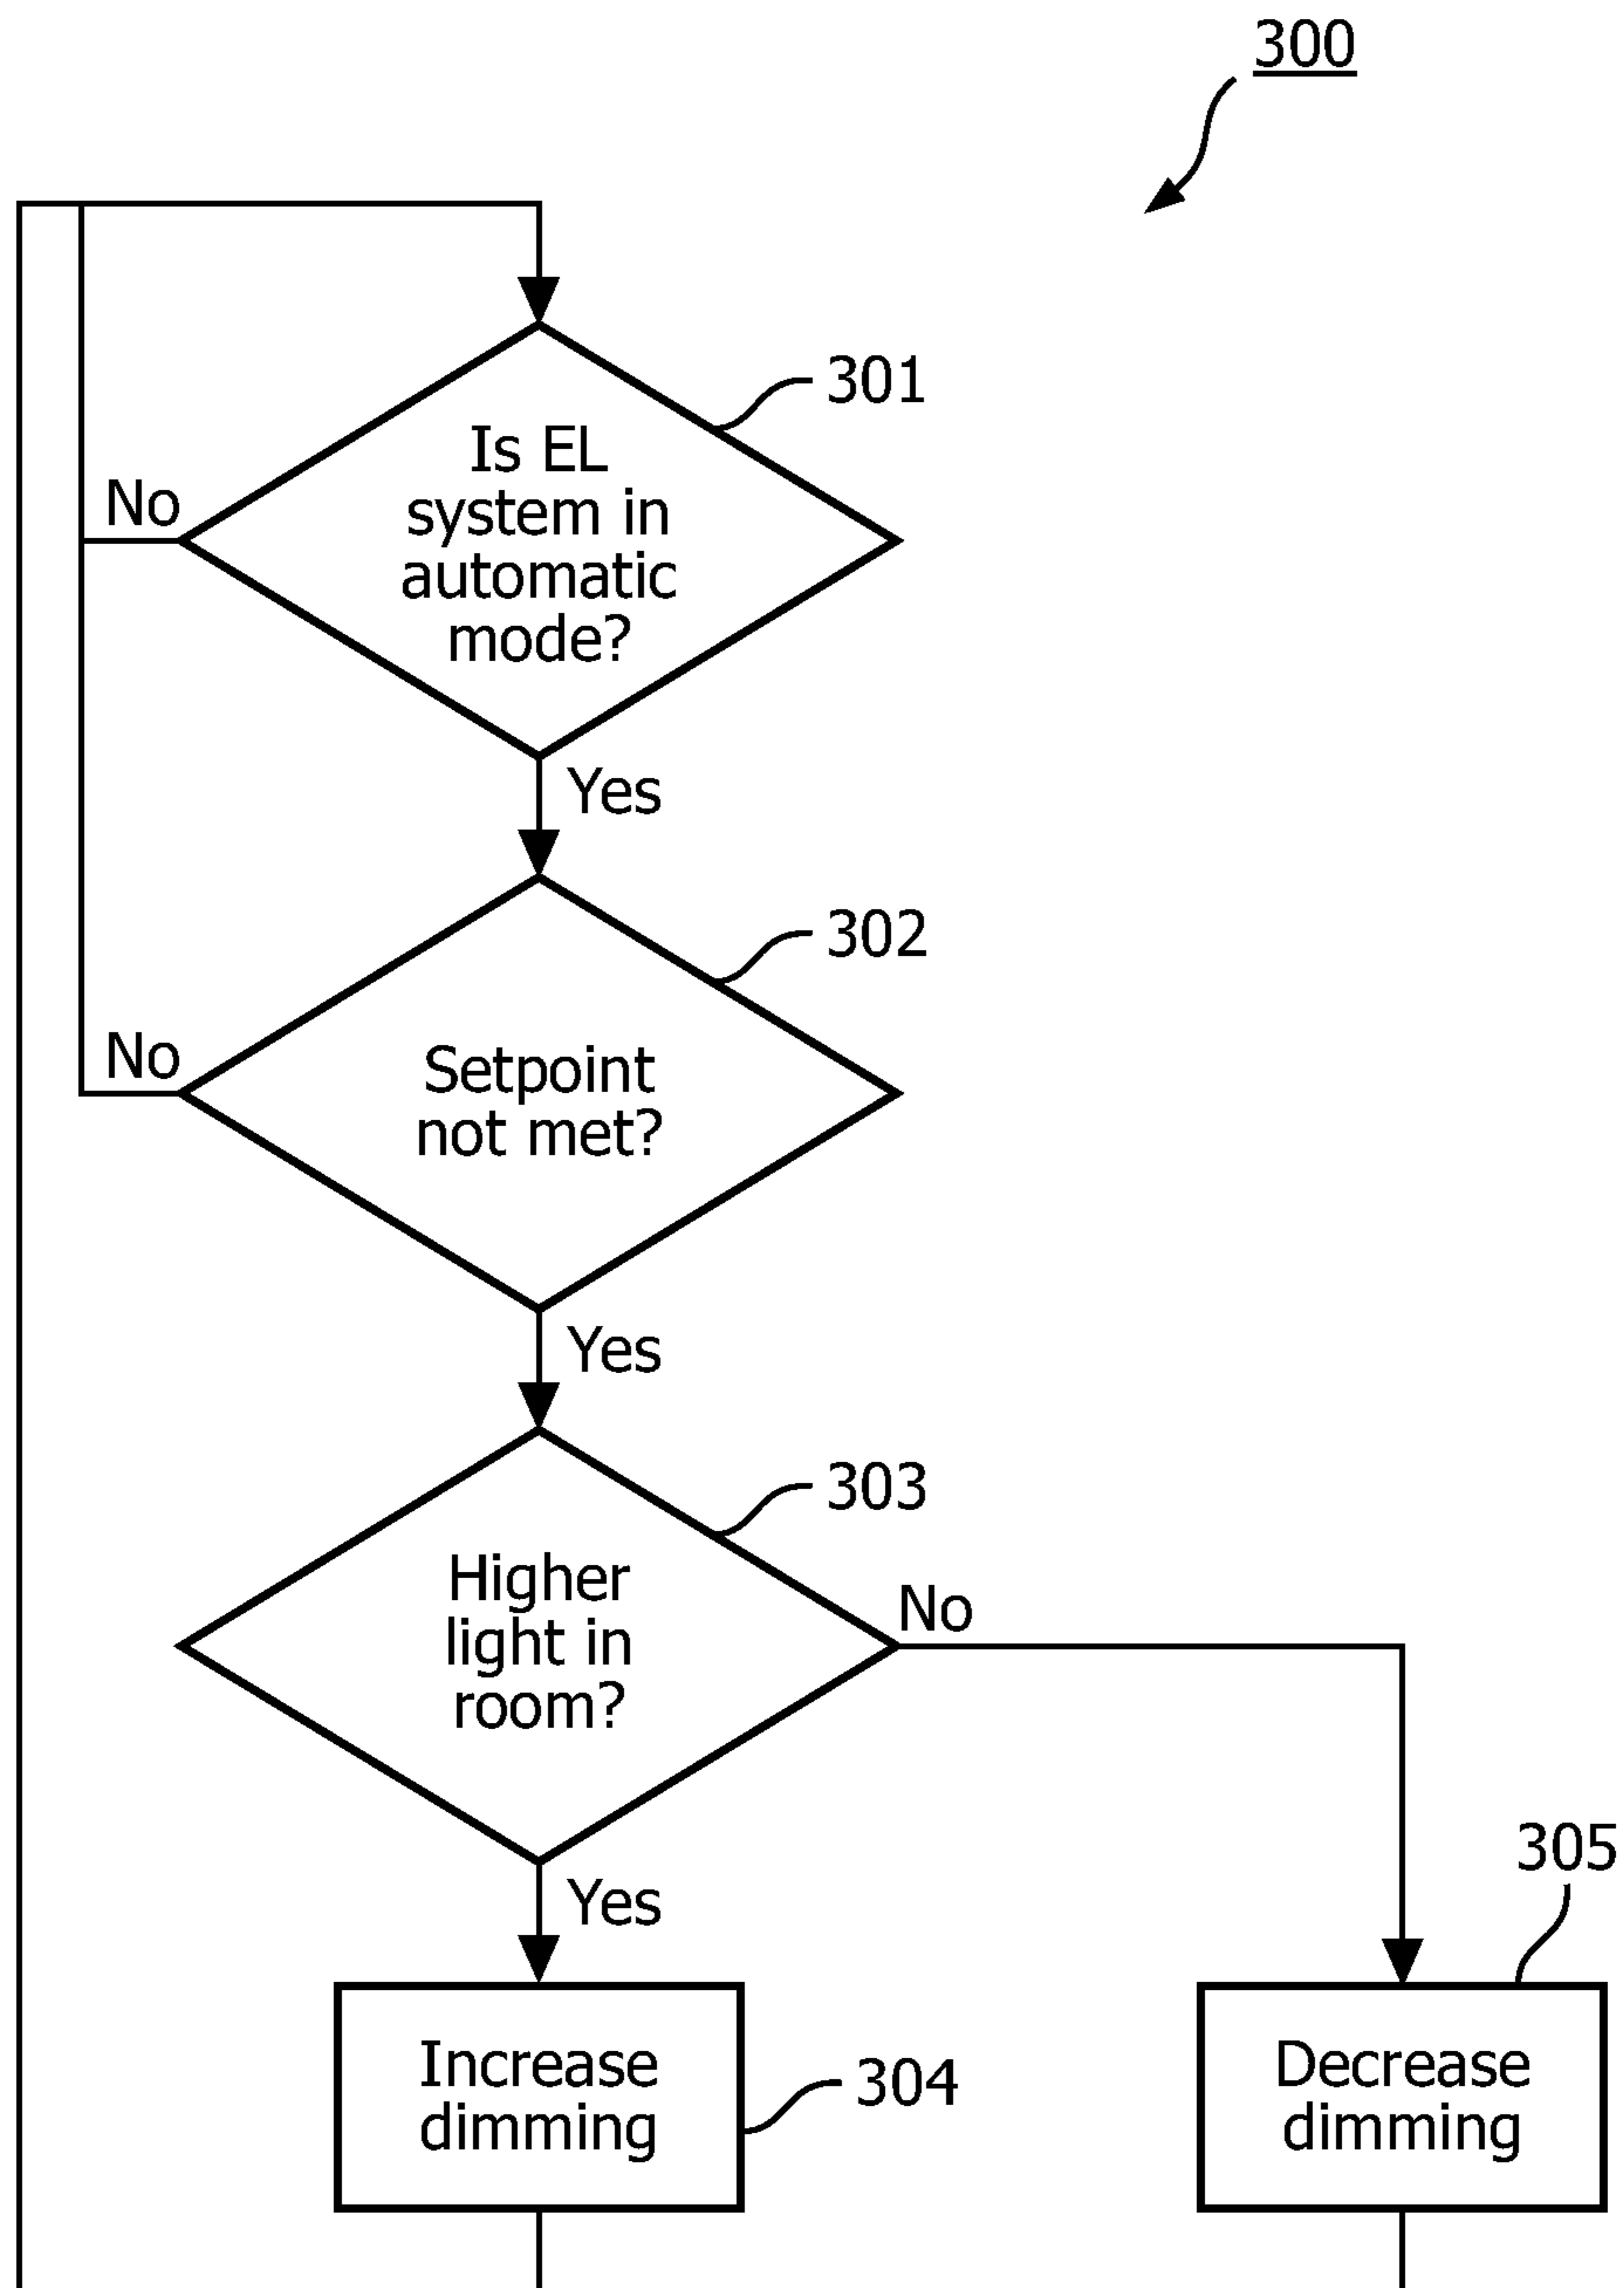 300
301
Is EL
system in
automatic
mode?
No
Yes
302
Setpoint
not met?
No
Yes
303
Higher
light in
room?
No
Yes
305
Increase
dimming
304
Decrease
dimming